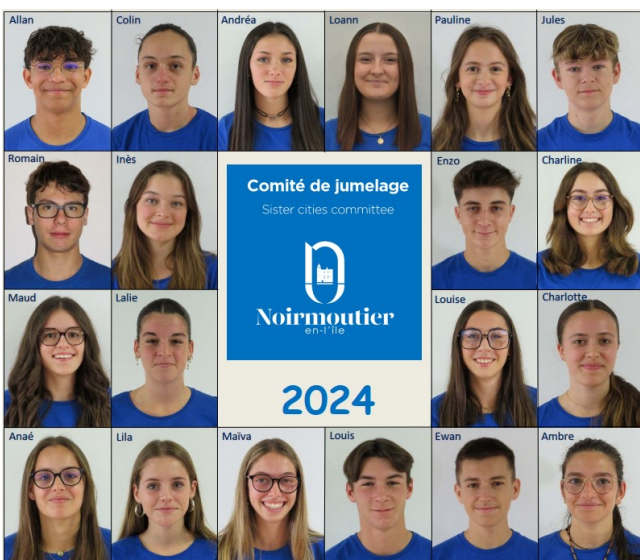 Allan
Colin
Andréa
Loann
Pauline
Jules
Romain
Inès
Comité de jumelage
Sister cities committee
Noirmoutier
en-l'île
2024
Enzo
Charline
Maud
Lalie
Louise
Charlotte
Anaé
Lila
Maïva
Louis
Ewan
Ambre